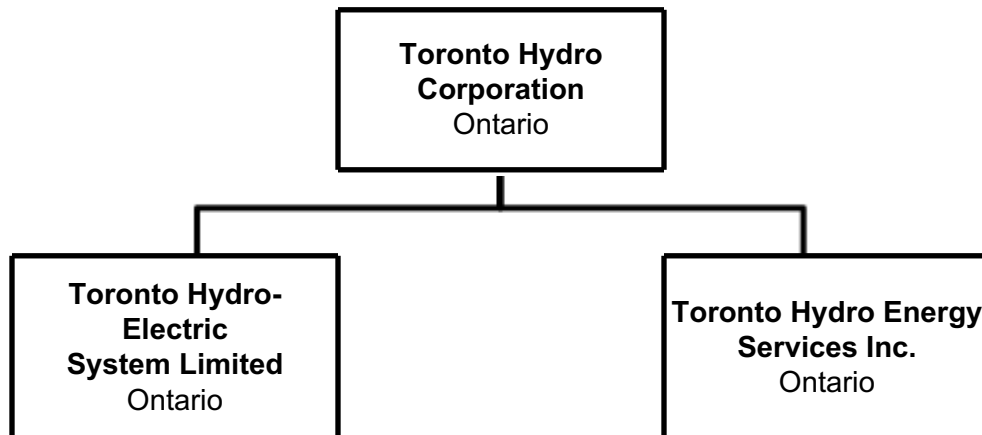 Toronto Hydro
Corporation
Ontario
Toronto Hydro-
Electric
System Limited
Ontario
Toronto Hydro Energy
Services Inc.
Ontario